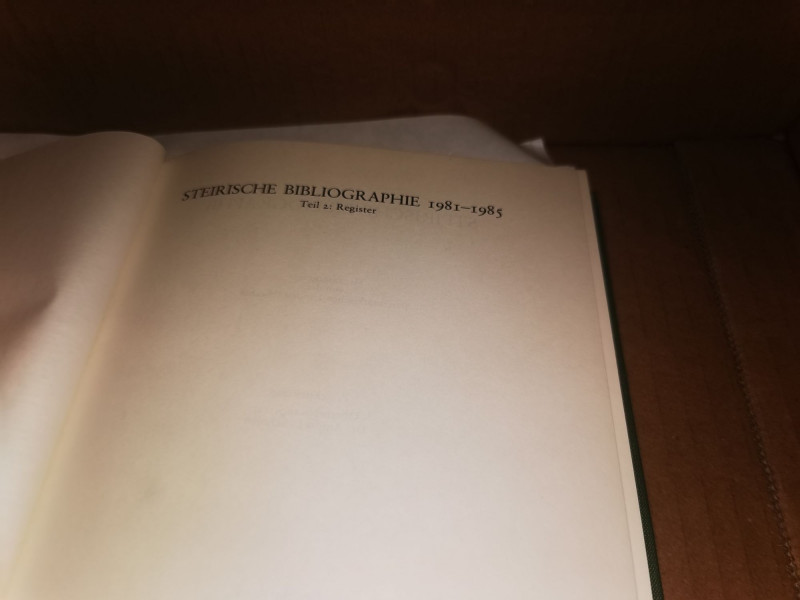 STEIRISCHE BIBLIOGRAPHIE 1981–1985
Teil 2: Register